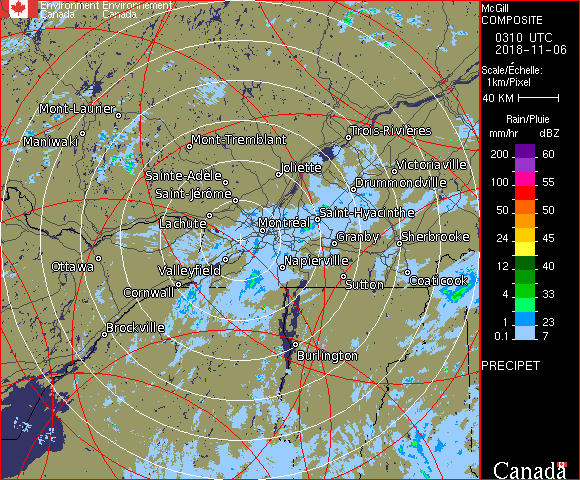 Environment Environnement
Canada Canada
McGill
COMPOSITE
0310 UTC
2018-11-06
Scale/Échelle:
1km/Pixel
40 KM
Rain/Pluie
mm/hr dBZ
200 60
100 55
50 50
24 45
12 40
4 33
1 23
0.1 7
PRECIPET
Canada
Mont-Laurier
Maniwaki
Mont-Tremblant
Trois-Rivières
Sainte-Adèle
Joliette
Victoriaville
Saint-Jérôme
Drummondville
Lachute
Montréal
Saint-Hyacinthe
Granby
Sherbrooke
Ottawa
Valleyfield
Napierville
Cornwall
Sutton
Coaticook
Brockville
Burlington